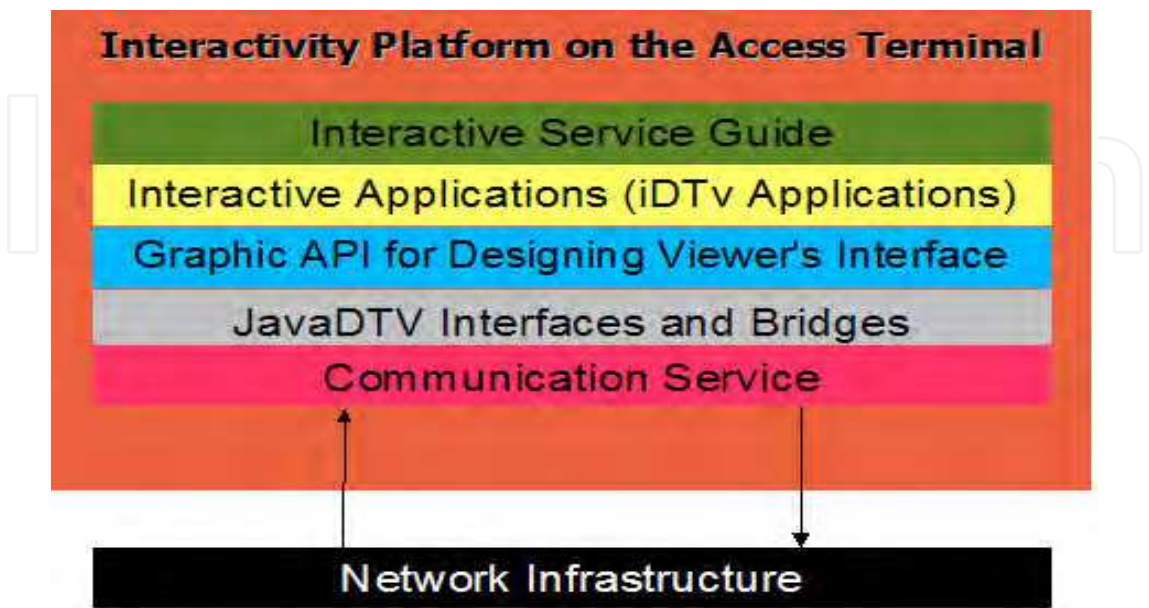 Interactivity Platform on the Access Terminal
Interactive Service Guide
Interactive Applications (iDTv Applications)
Graphic API for Designing Viewer's Interface
JavaDTV Interfaces and Bridges
Communication Service
Network Infrastructure